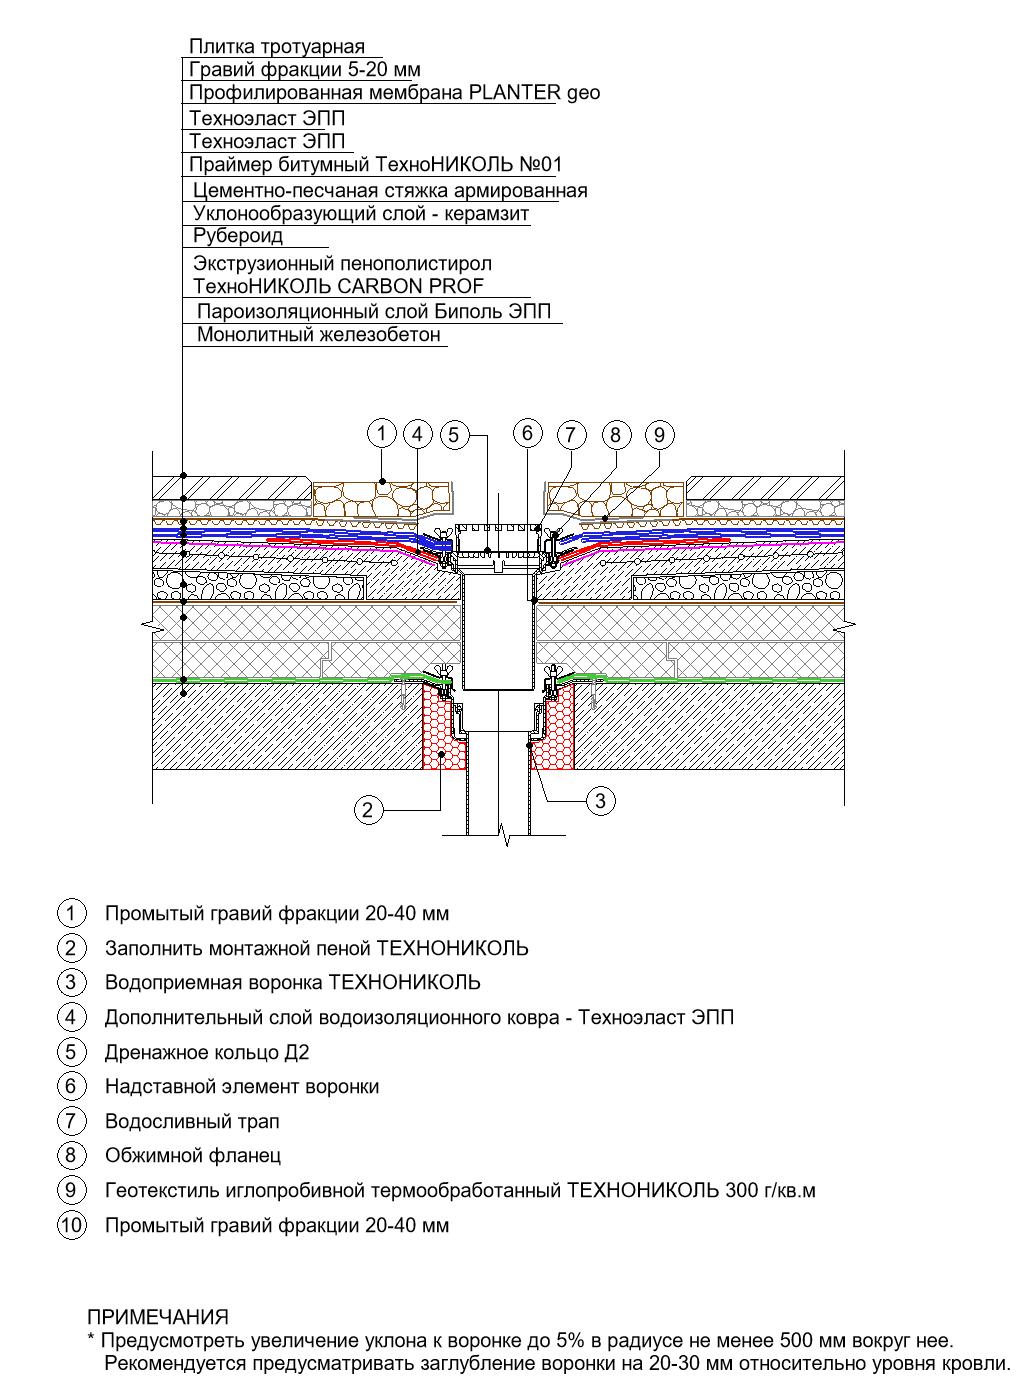 Плитка тротуарная
Гравий фракции 5-20 мм
Профилированная мембрана PLANTER geo
Техноэласт ЭПП
Техноэласт ЭПП
Праймер битумный ТехноНИКОЛЬ №01
Цементно-песчаная стяжка армированная
Уклонообразующий слой - керамзит
Рубероид
Экструзионный пенополистирол
ТехноНИКОЛЬ CARBON PROF
Пароизоляционный слой Биполь ЭПП
Монолитный железобетон
1 4 5 6 7 8 9
2 3
1 Промытый гравий фракции 20-40 мм
2 Заполнить монтажной пеной ТЕХНОНИКОЛЬ
3 Водоприемная воронка ТЕХНОНИКОЛЬ
4 Дополнительный слой водоизоляционного ковра - Техноэласт ЭПП
5 Дренажное кольцо Д2
6 Надставной элемент воронки
7 Водосливный трап
8 Обжимной фланец
9 Геотекстиль иглопробивной термообработанный ТЕХНОНИКОЛЬ 300 г/кв.м
10 Промытый гравий фракции 20-40 мм
ПРИМЕЧАНИЯ
* Предусмотреть увеличение уклона к воронке до 5% в радиусе не менее 500 мм вокруг нее.
Рекомендуется предусматривать заглубление воронки на 20-30 мм относительно уровня кровли.